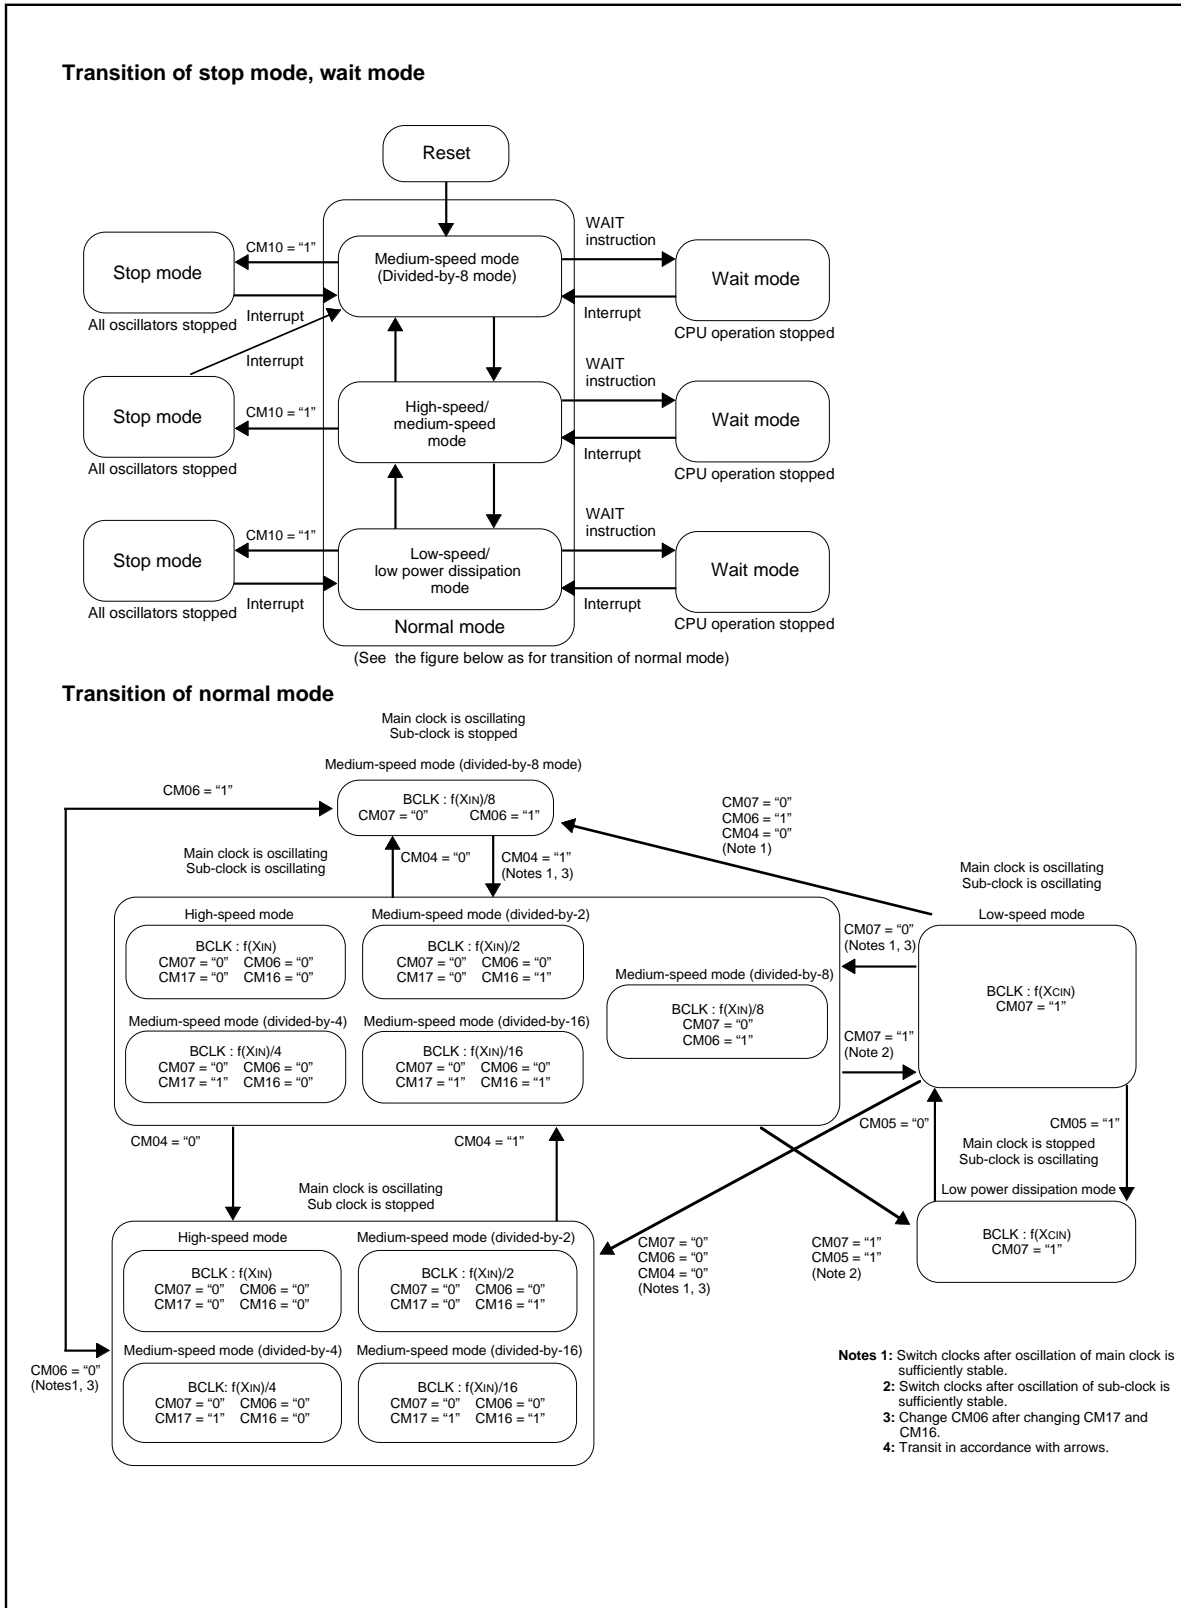 Transition of stop mode, wait mode
Reset
WAIT
instruction
CM10 = “1”
Medium-speed mode
(Divided-by-8 mode)
Stop mode
Wait mode
Interrupt
Interrupt
All oscillators stopped
CPU operation stopped
Interrupt
WAIT
instruction
CM10 = “1”
Stop mode
High-speed/
medium-speed
mode
Wait mode
Interrupt
All oscillators stopped
CPU operation stopped
WAIT
instruction
CM10 = “1”
Stop mode
Low-speed/
low power dissipation
mode
Wait mode
Interrupt
Interrupt
All oscillators stopped
CPU operation stopped
Normal mode
(See the figure below as for transition of normal mode)
Transition of normal mode
Main clock is oscillating
Sub-clock is stopped
Medium-speed mode (divided-by-8 mode)
CM06 = “1”
BCLK : f(XIN)/8
CM07 = “0” CM06 = “1”
CM07 = “0”
CM06 = “1”
CM04 = “0”
(Note 1)
Main clock is oscillating
Sub-clock is oscillating
CM04 = “0”
CM04 = “1”
(Notes 1, 3)
Main clock is oscillating
Sub-clock is oscillating
High-speed mode
BCLK : f(XIN)
CM07 = “0” CM06 = “0”
CM17 = “0” CM16 = “0”
Medium-speed mode (divided-by-2)
BCLK : f(XIN)/2
CM07 = “0” CM06 = “0”
CM17 = “0” CM16 = “1”
Medium-speed mode (divided-by-8)
BCLK : f(XIN)/8
CM07 = “0”
CM06 = “1”
Medium-speed mode (divided-by-4)
BCLK : f(XIN)/4
CM07 = “0” CM06 = “0”
CM17 = “1” CM16 = “0”
Medium-speed mode (divided-by-16)
BCLK : f(XIN)/16
CM07 = “0” CM06 = “0”
CM17 = “1” CM16 = “1”
CM07 = “0”
(Notes 1, 3)
CM07 = “1”
(Note 2)
Low-speed mode
BCLK : f(XCIN)
CM07 = “1”
CM04 = “0”
CM04 = “1”
CM05 = “0”
CM05 = “1”
Main clock is stopped
Sub-clock is oscillating
Low power dissipation mode
BCLK : f(XCIN)
CM07 = “1”
Main clock is oscillating
Sub clock is stopped
High-speed mode
BCLK : f(XIN)
CM07 = “0” CM06 = “0”
CM17 = “0” CM16 = “0”
Medium-speed mode (divided-by-2)
BCLK : f(XIN)/2
CM07 = “0” CM06 = “0”
CM17 = “0” CM16 = “1”
CM07 = “0”
CM06 = “0”
CM04 = “0”
(Notes 1, 3)
CM07 = “1”
CM05 = “1”
(Note 2)
Medium-speed mode (divided-by-4)
BCLK: f(XIN)/4
CM07 = “0” CM06 = “0”
CM17 = “1” CM16 = “0”
Medium-speed mode (divided-by-16)
BCLK : f(XIN)/16
CM07 = “0” CM06 = “0”
CM17 = “1” CM16 = “1”
CM06 = “0”
(Notes1, 3)
Notes 1: Switch clocks after oscillation of main clock is
sufficiently stable.
2: Switch clocks after oscillation of sub-clock is
sufficiently stable.
3: Change CM06 after changing CM17 and
CM16.
4: Transit in accordance with arrows.